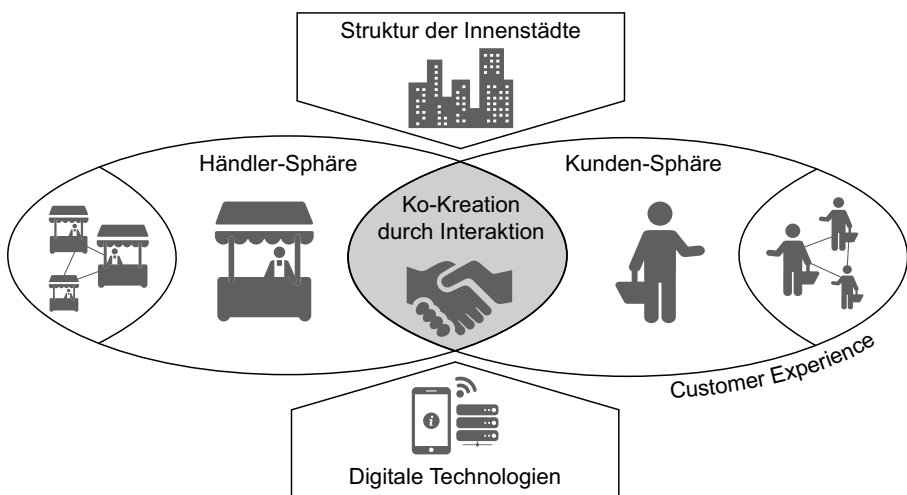 Struktur der Innenstädte
Händler-Sphäre
Kunden-Sphäre
Ko-Kreation
durch Interaktion
Customer Experience
i
Digitale Technologien